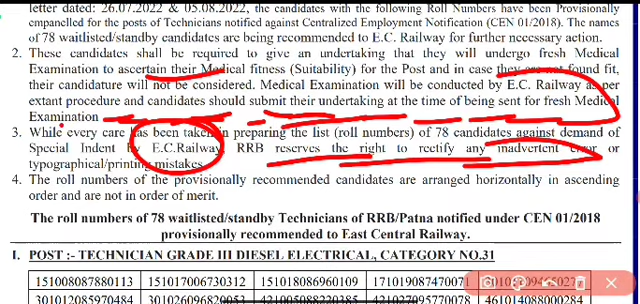 letter dated: 26.07.2022 & 05.08.2022, the candidates with the following Roll Numbers have been Provisionally
empanelled for the posts of Technicians notified against Centralized Employment Notification (CEN 01/2018). The names
of 78 waitlisted/standby candidates are being recommended to E.C. Railway for further necessary action.
2. These candidates shall be required to give an undertaking that they will undergo fresh Medical
Examination to ascertain their Medical fitness (Suitability) for the Post and in case they are not found fit,
their candidature will not be considered. Medical Examination will be conducted by E.C. Railway as per
extant procedure and candidates should submit their undertaking at the time of being sent for fresh Medical
Examination
3. While every care has been taken in preparing the list (roll numbers) of 78 candidates against demand of
Special Indent by E.C.Railway RRB reserves the right to rectify any inadvertent error or
typographical/printing mistakes
4. The roll numbers of the provisionally recommended candidates are arranged horizontally in ascending
order and are not in order of merit.
The roll numbers of 78 waitlisted/standby Technicians of RRB/Patna notified under CEN 01/2018
provisionally recommended to East Central Railway.
I. POST :- TECHNICIAN GRADE III DIESEL ELECTRICAL, CATEGORY NO.31
151008087880113 151017006730312 151018086960109 171019087470071
301012085970484 461014088000284